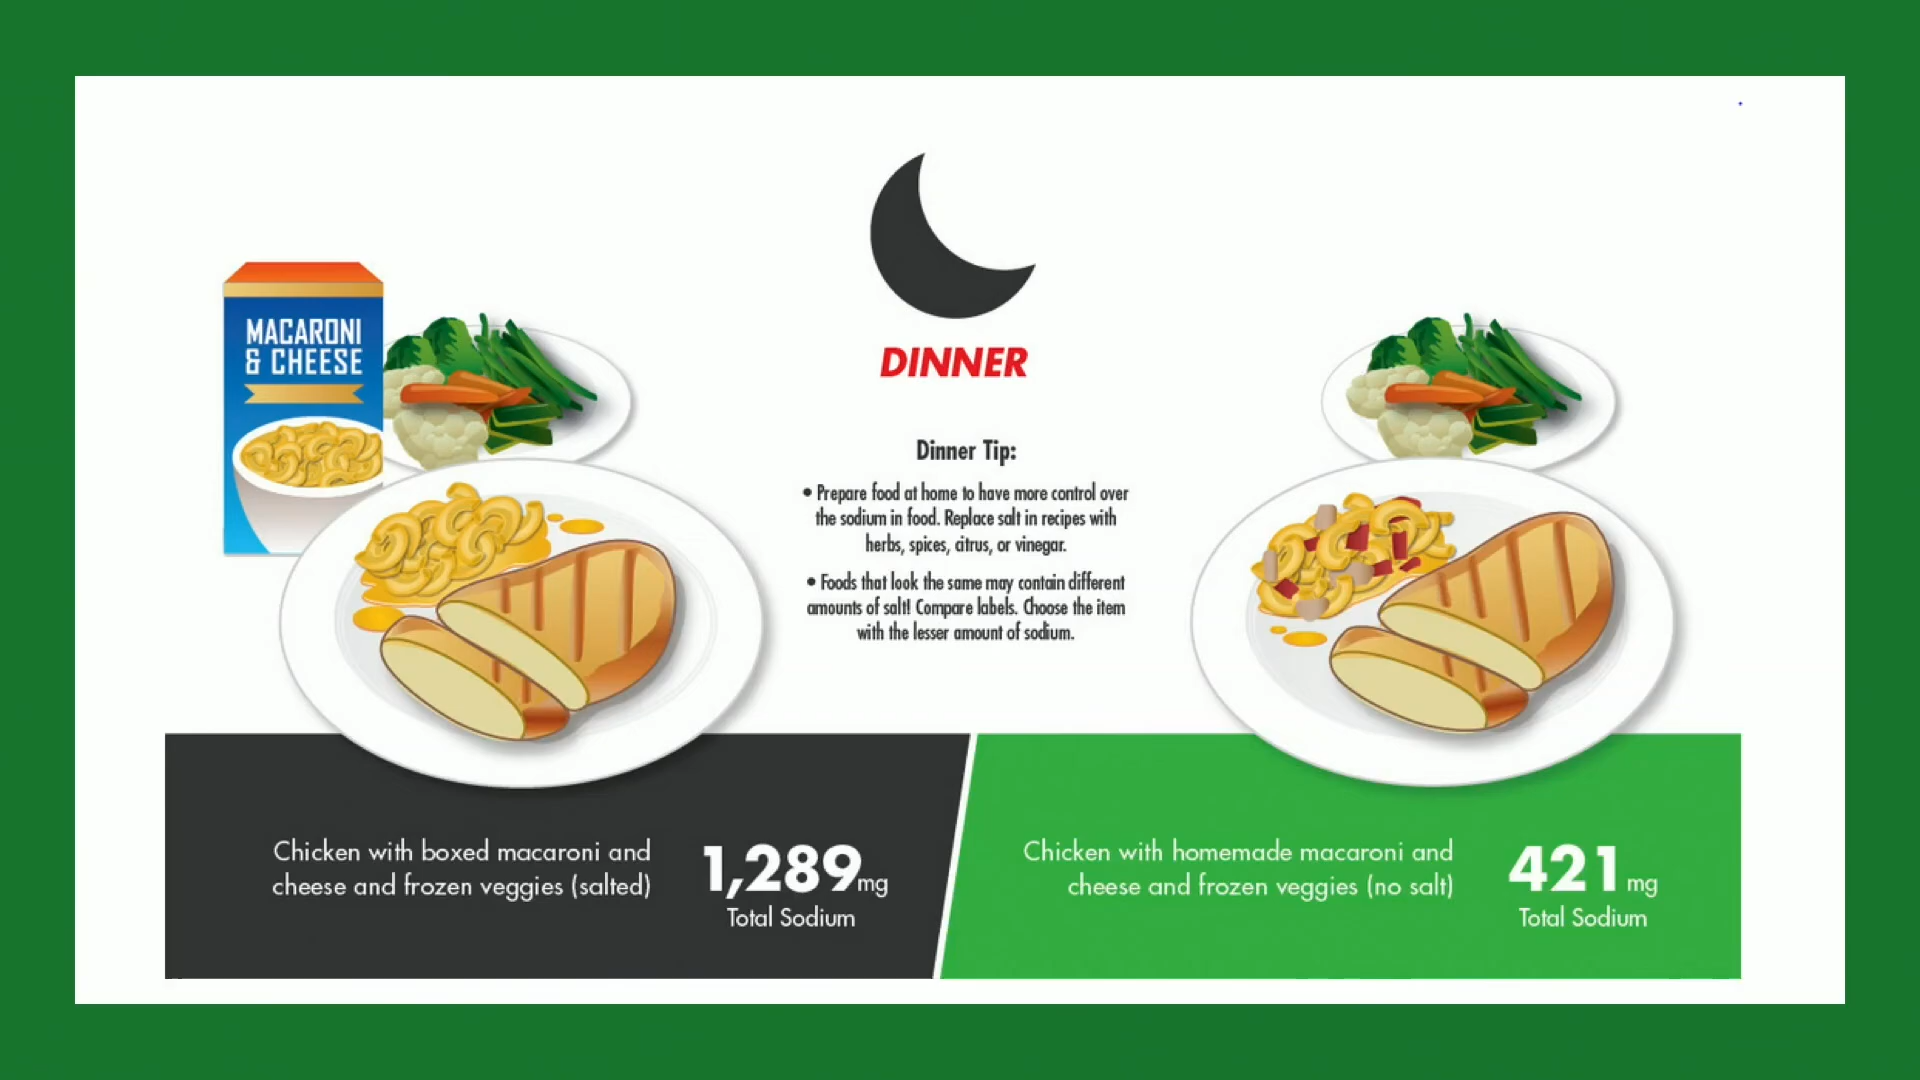 MACARONI
& CHEESE
DINNER
Dinner Tip:
• Prepare food at home to have more control over
the sodium in food. Replace salt in recipes with
herbs, spices, citrus, or vinegar.
• Foods that look the same may contain different
amounts of salt! Compare labels. Choose the item
with the lesser amount of sodium.
Chicken with boxed macaroni and
cheese and frozen veggies (salted)
1,289mg
Total Sodium
Chicken with homemade macaroni and
cheese and frozen veggies (no salt)
421 mg
Total Sodium